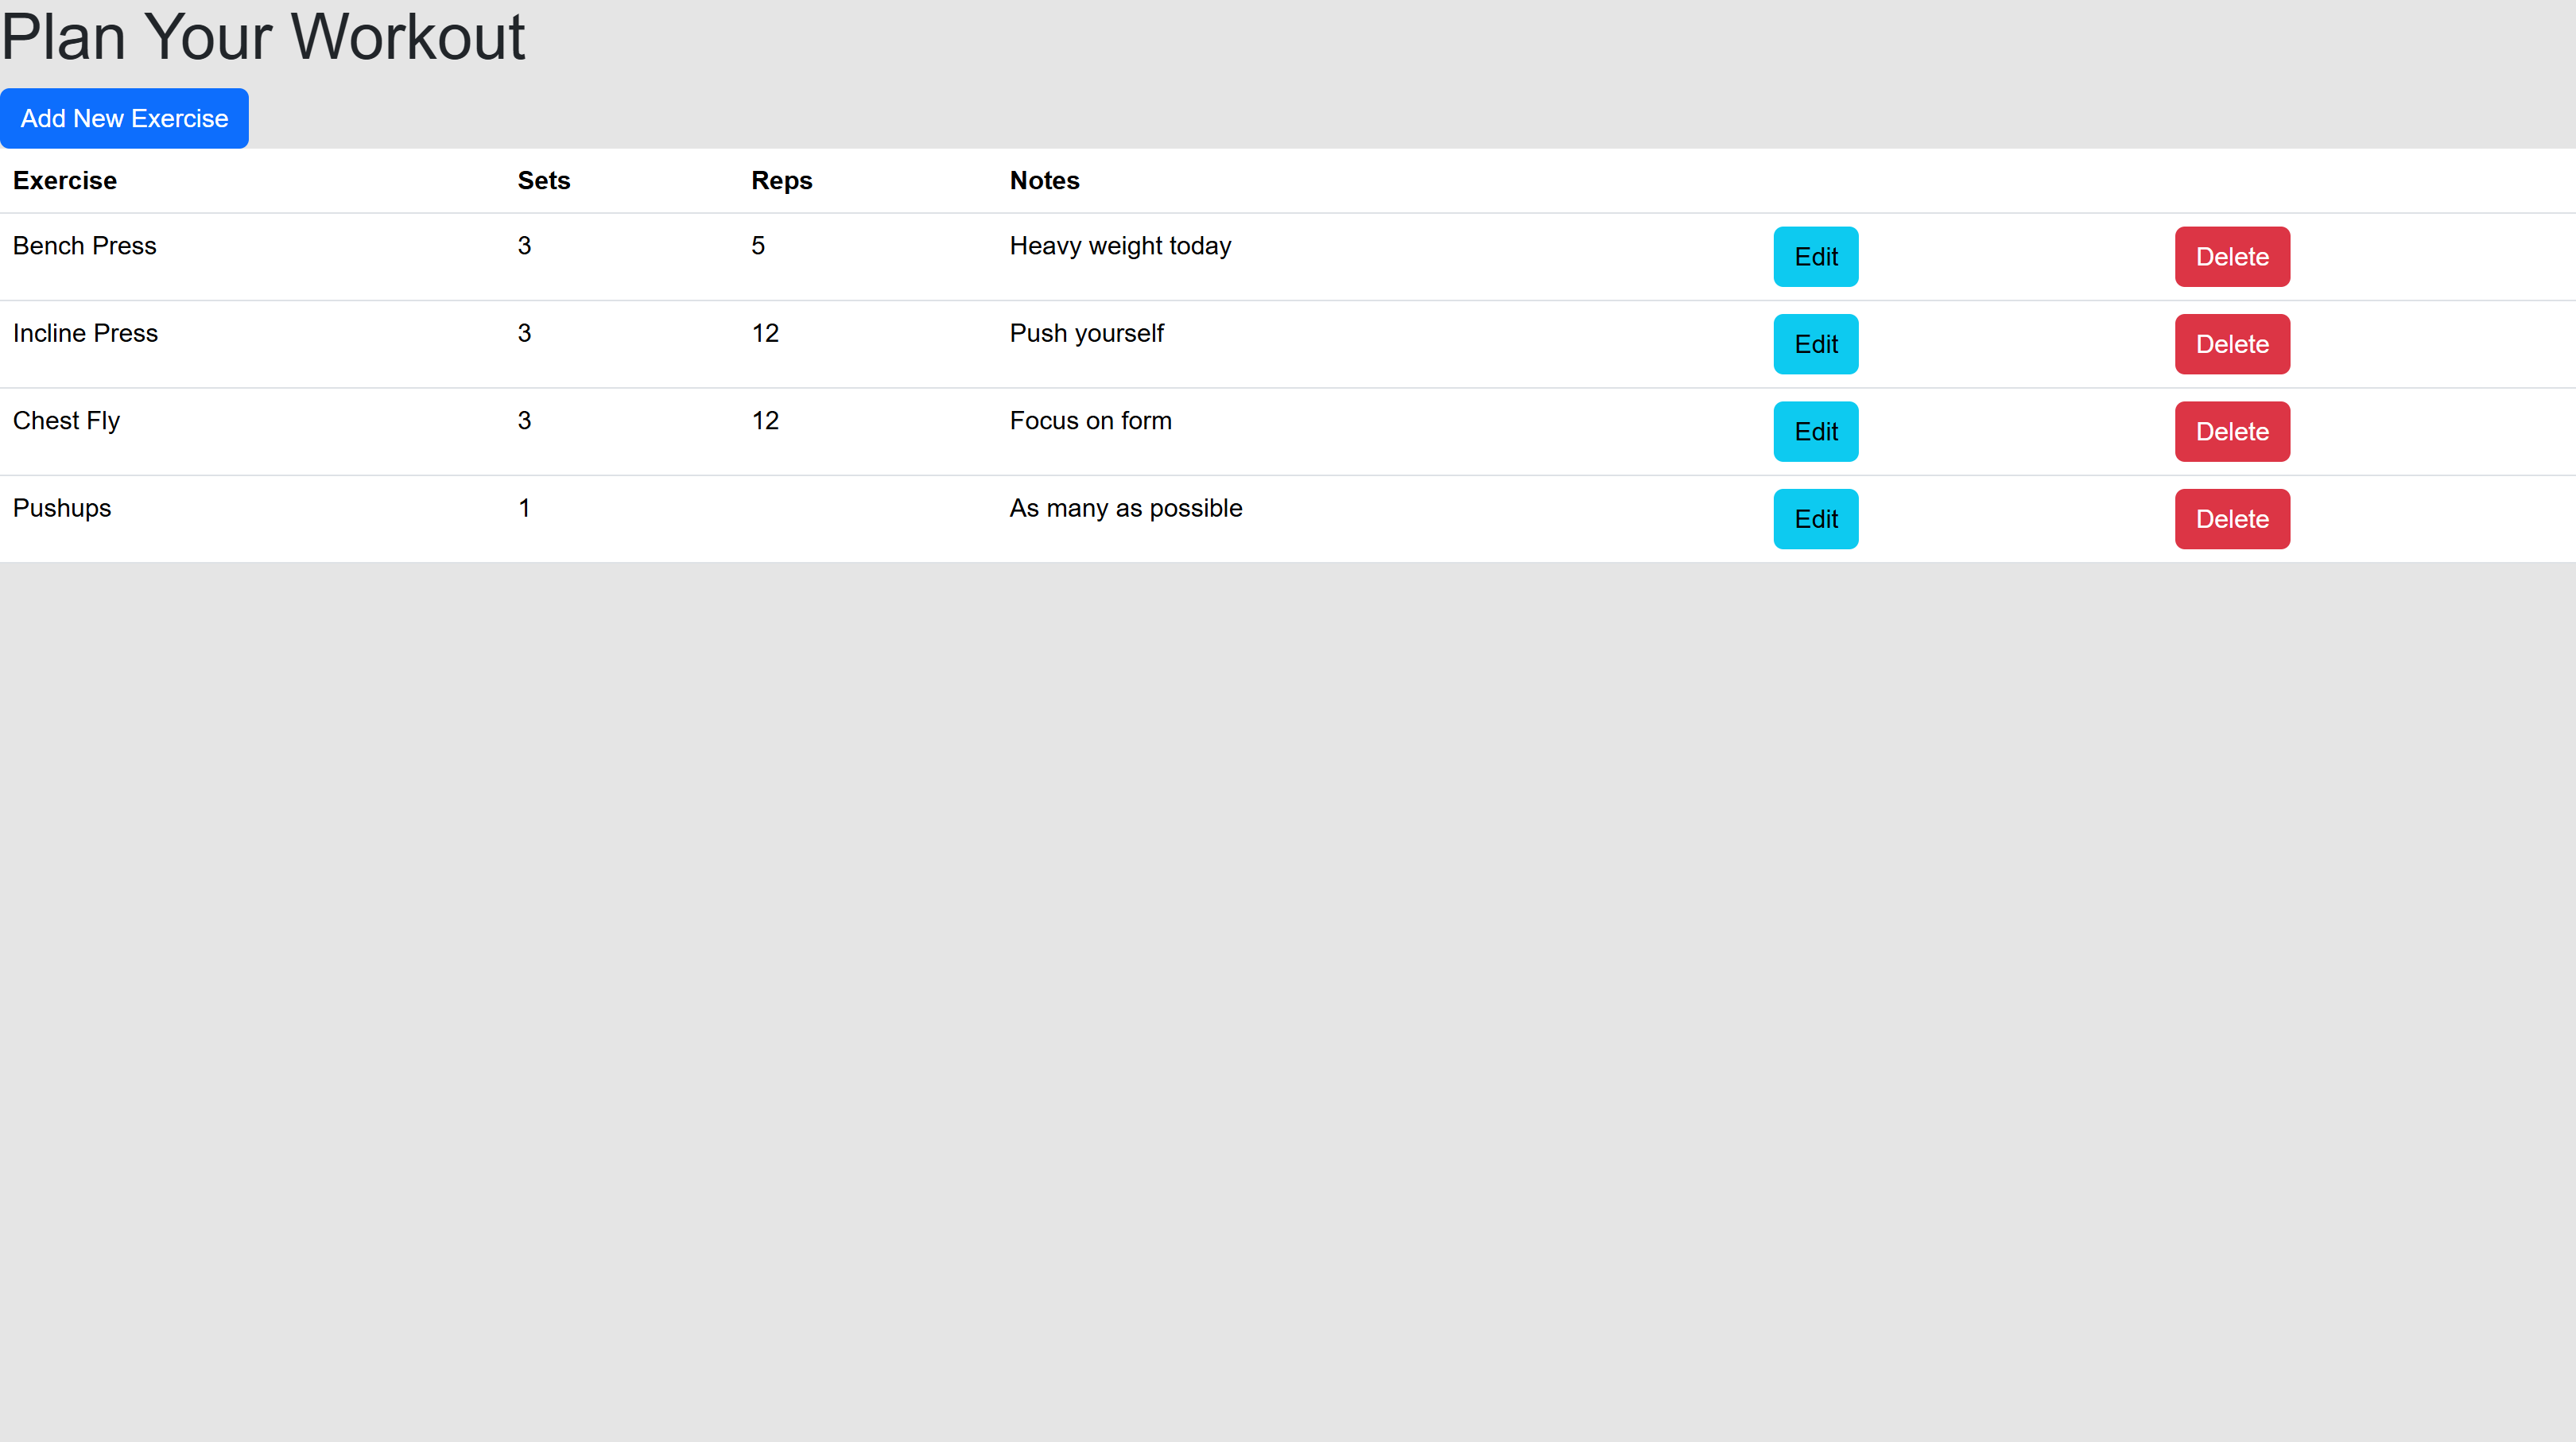 Plan Your Workout
Add New Exercise
Exercise Sets Reps Notes
Bench Press 3 5 Heavy weight today Edit Delete
Incline Press 3 12 Push yourself Edit Delete
Chest Fly 3 12 Focus on form Edit Delete
Pushups 1 As many as possible Edit Delete